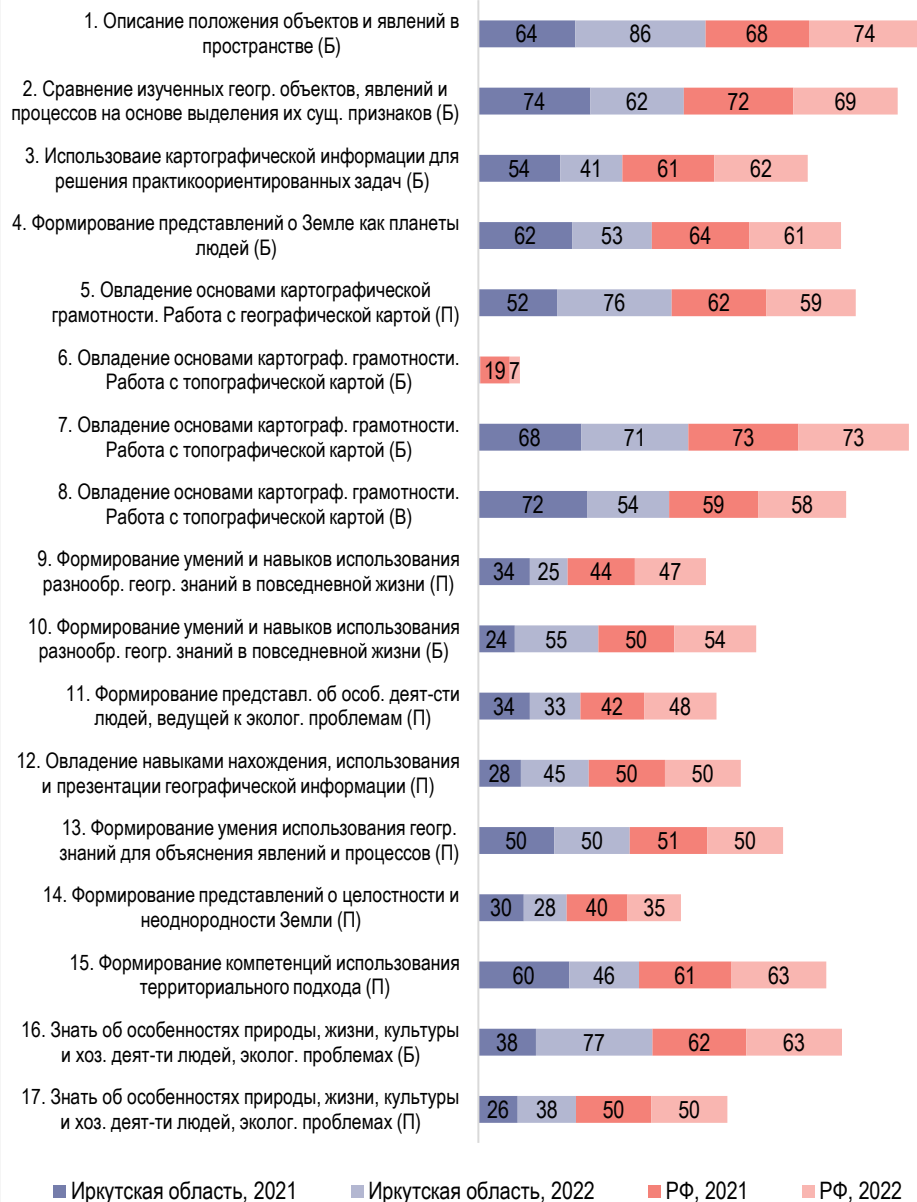 1. Описание положения объектов и явлений в
пространстве (Б)
64 86 68 74
2. Сравнение изученных геогр. объектов, явлений и
процессов на основе выделения их сущ. признаков (Б)
74 62 72 69
3. Использоваие картографической информации для
решения практикоориентированных задач (Б)
54 41 61 62
4. Формирование представлений о Земле как планеты
людей (Б)
62 53 64 61
5. Овладение основами картографической
грамотности. Работа с географической картой (П)
52 76 62 59
6. Овладение основами картограф. грамотности.
Работа с топографической картой (Б)
19 7
7. Овладение основами картограф. грамотности.
Работа с топографической картой (Б)
68 71 73 73
8. Овладение основами картограф. грамотности.
Работа с топографической картой (В)
72 54 59 58
9. Формирование умений и навыков использования
разнообр. геогр. знаний в повседневной жизни (П)
34 25 44 47
10. Формирование умений и навыков использования
разнообр. геогр. знаний в повседневной жизни (Б)
24 55 50 54
11. Формирование представл. об особ. деят-сти
людей, ведущей к эколог. проблемам (П)
34 33 42 48
12. Овладение навыками нахождения, использования
и презентации географической информации (П)
28 45 50 50
13. Формирование умения использования геогр.
знаний для объяснения явлений и процессов (П)
50 50 51 50
14. Формирование представлений о целостности и
неоднородности Земли (П)
30 28 40 35
15. Формирование компетенций использования
территориального подхода (П)
60 46 61 63
16. Знать об особенностях природы, жизни, культуры
и хоз. деят-ти людей, эколог. проблемах (Б)
38 77 62 63
17. Знать об особенностях природы, жизни, культуры
и хоз. деят-ти людей, эколог. проблемах (П)
26 38 50 50
Иркутская область, 2021 Иркутская область, 2022 РФ, 2021 РФ, 2022